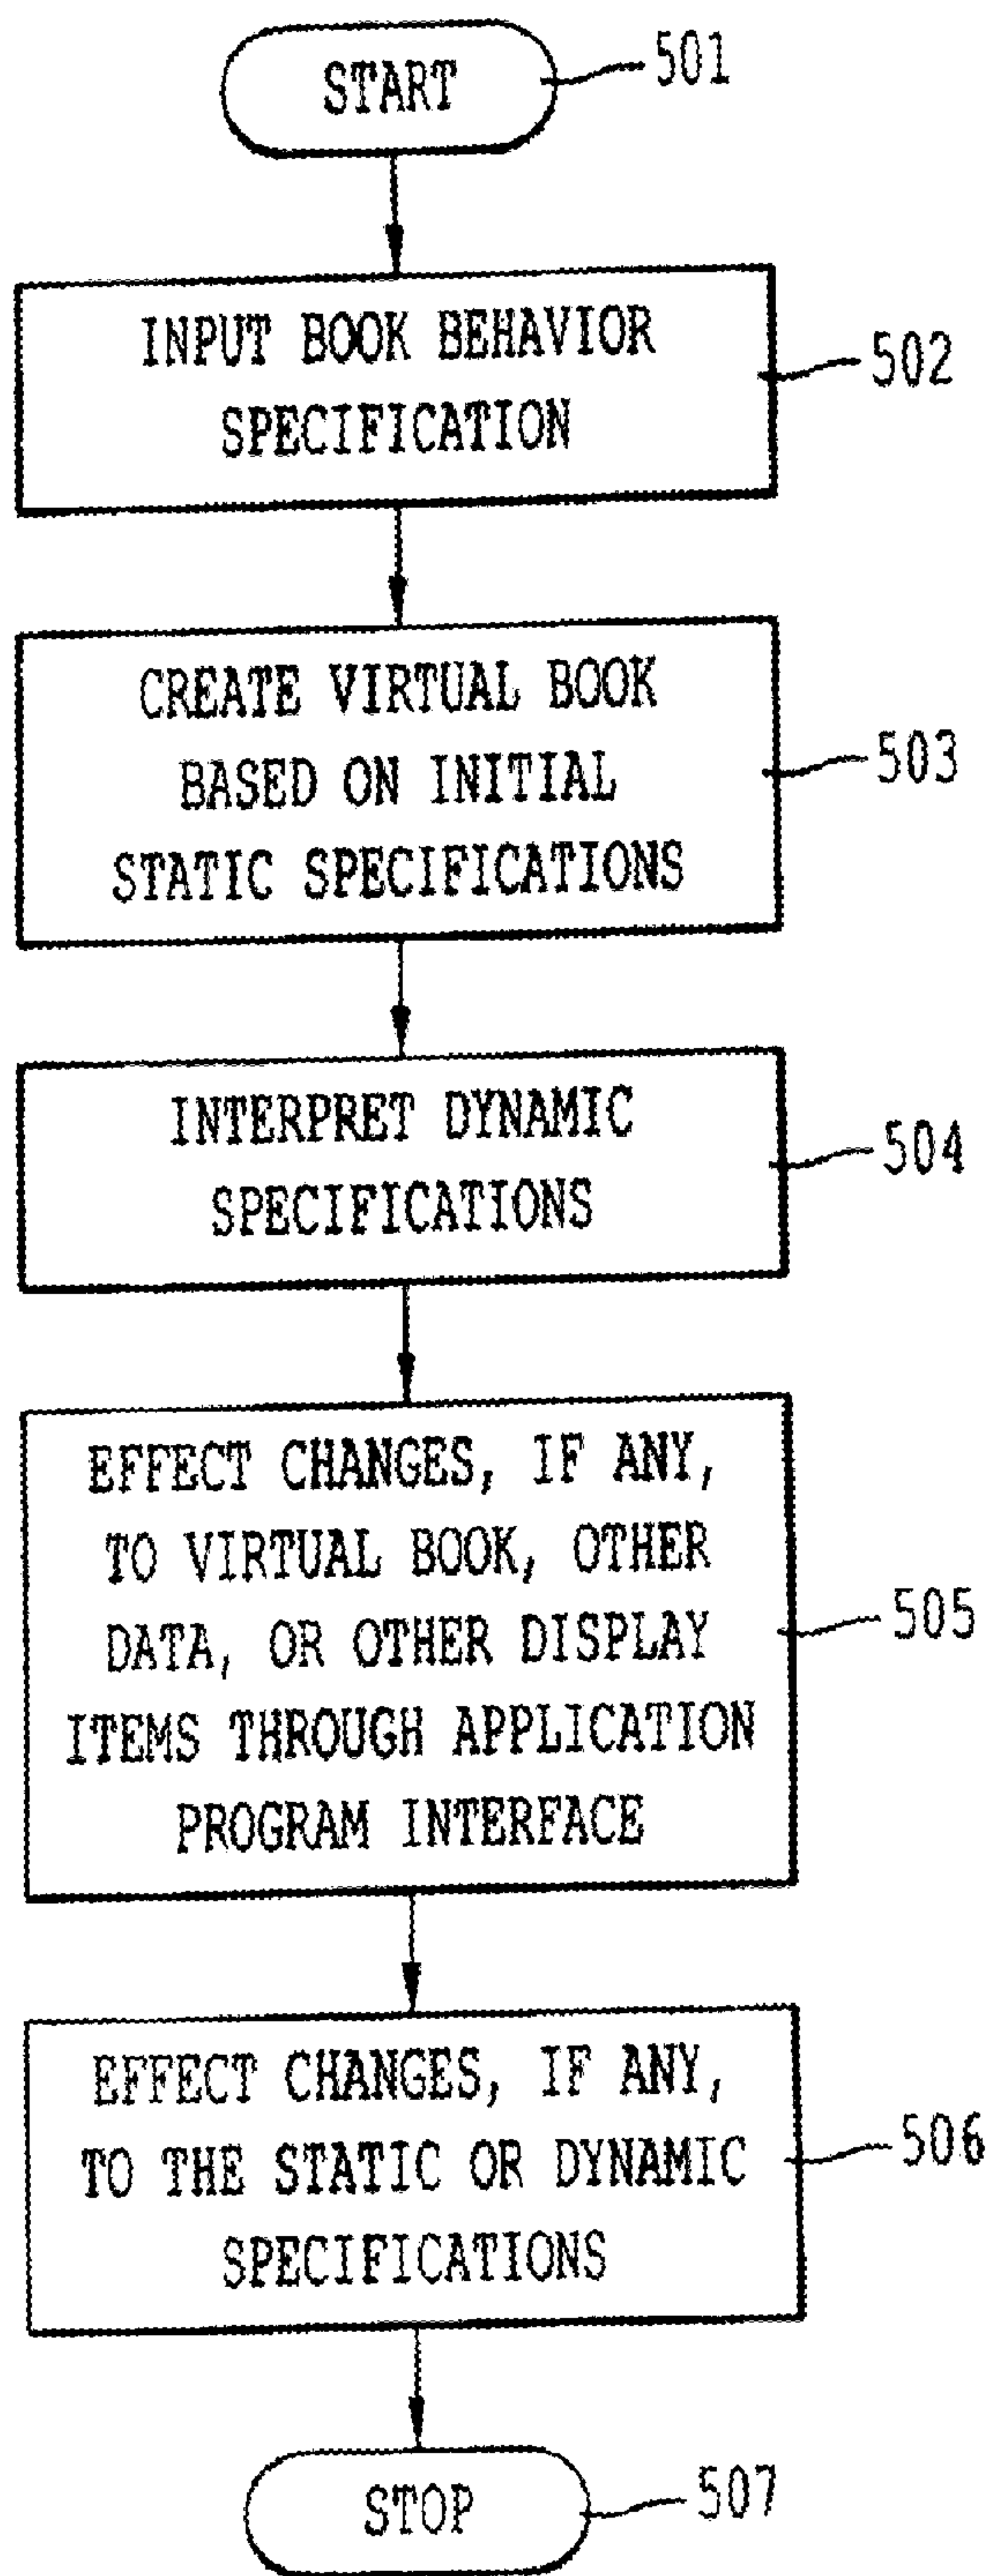 START
501
INPUT BOOK BEHAVIOR
SPECIFICATION
502
CREATE VIRTUAL BOOK
BASED ON INITIAL
STATIC SPECIFICATIONS
503
INTERPRET DYNAMIC
SPECIFICATIONS
504
EFFECT CHANGES, IF ANY,
TO VIRTUAL BOOK, OTHER
DATA, OR OTHER DISPLAY
ITEMS THROUGH APPLICATION
PROGRAM INTERFACE
505
EFFECT CHANGES, IF ANY,
TO THE STATIC OR DYNAMIC
SPECIFICATIONS
506
STOP
507